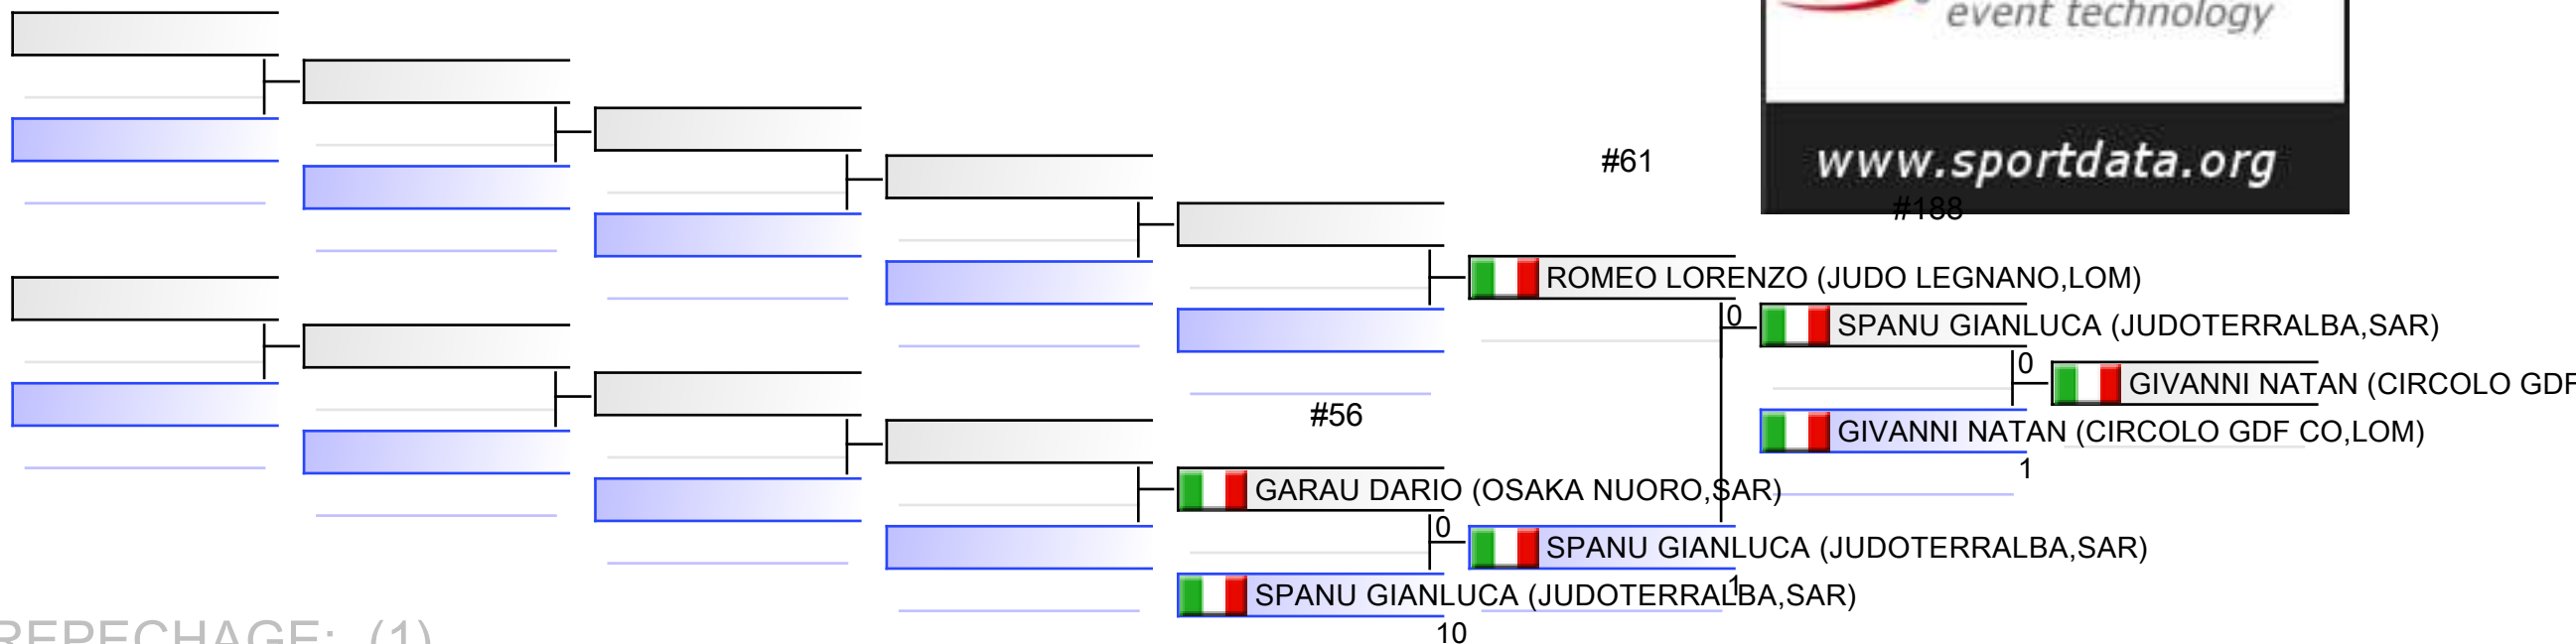 event technology
www.sportdata.org
#61
#188
ROMEO LORENZO (JUDO LEGNANO,LOM)
0
SPANU GIANLUCA (JUDOTERRALBA,SAR)
0
GIVANNI NATAN (CIRCOLO GDF
GIVANNI NATAN (CIRCOLO GDF CO,LOM)
1
#56
GARAU DARIO (OSAKA NUORO,SAR)
0
SPANU GIANLUCA (JUDOTERRALBA,SAR)
1
SPANU GIANLUCA (JUDOTERRALBA,SAR)
10
REPECHAGE: (1)